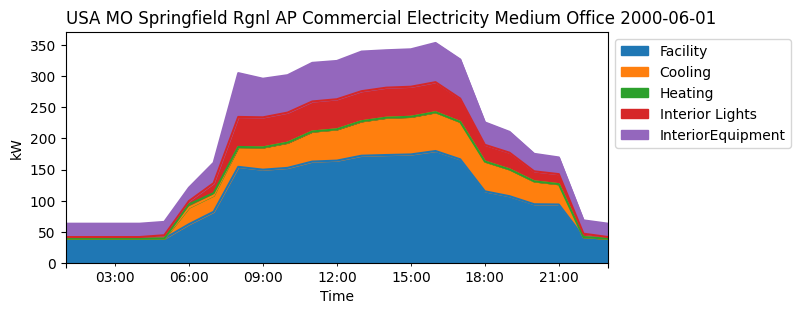 USA MO Springfield Rgnl AP Commercial Electricity Medium Office 2000-06-01
350
300
250
200
150
100
50
0
kW
03:00 06:00 09:00 12:00 15:00 18:00 21:00
Time
Facility
Cooling
Heating
Interior Lights
InteriorEquipment